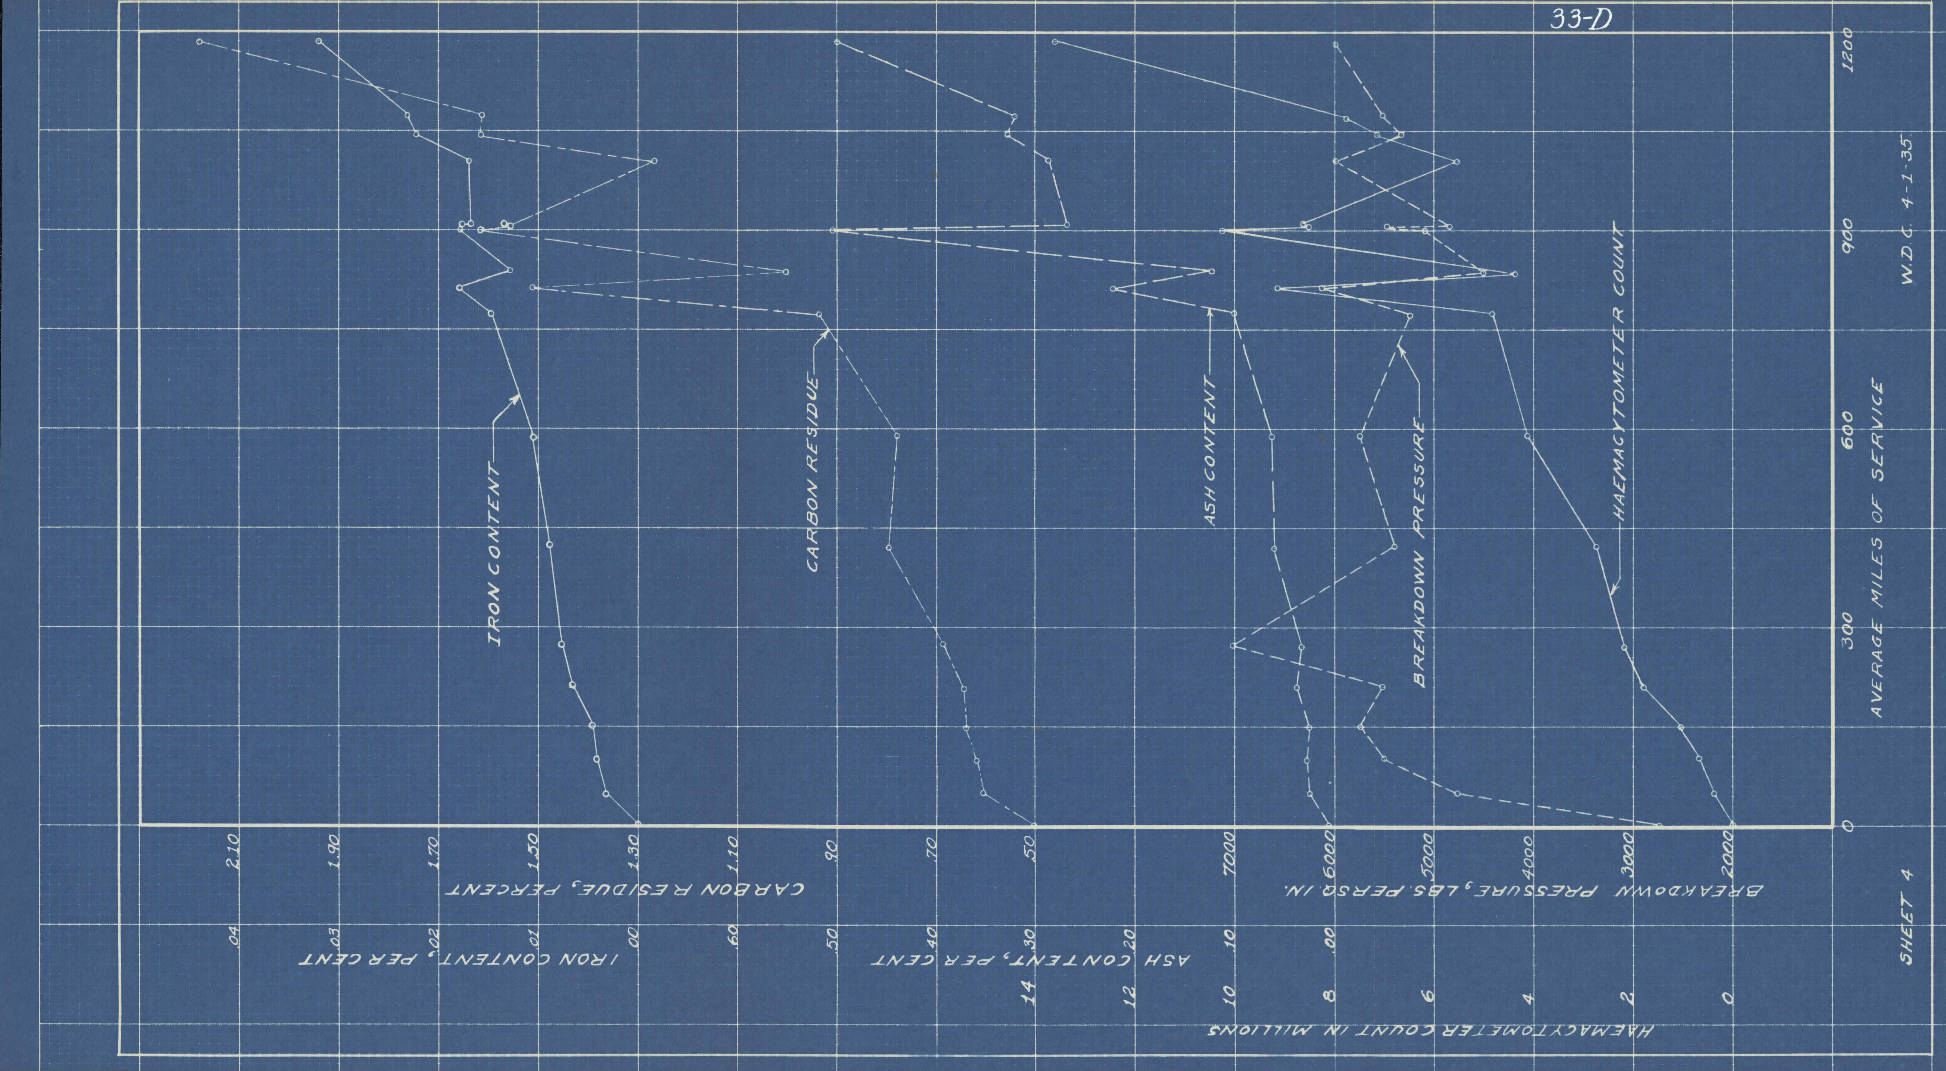 33-D
IRON CONTENT
CARBON RESIDUE
ASH CONTENT
BREAKDOWN PRESSURE
HAEMACYTOMETER COUNT
1200
900
600
300
0
AVERAGE MILES OF SERVICE
W.D.C. 4-1-35
SHEET 4
2.10
1.90
1.70
1.50
1.30
1.10
.90
.70
.50
CARBON RESIDUE, PERCENT
7000
6000
5000
4000
3000
2000
BREAKDOWN PRESSURE, LBS. PER SQ. IN.
.04
.03
.02
.01
.00
IRON CONTENT, PER CENT
.60
.50
.40
.30
.20
.10
.00
ASH CONTENT, PER CENT
14
12
10
8
6
4
2
0
HAEMACYTOMETER COUNT IN MILLIONS